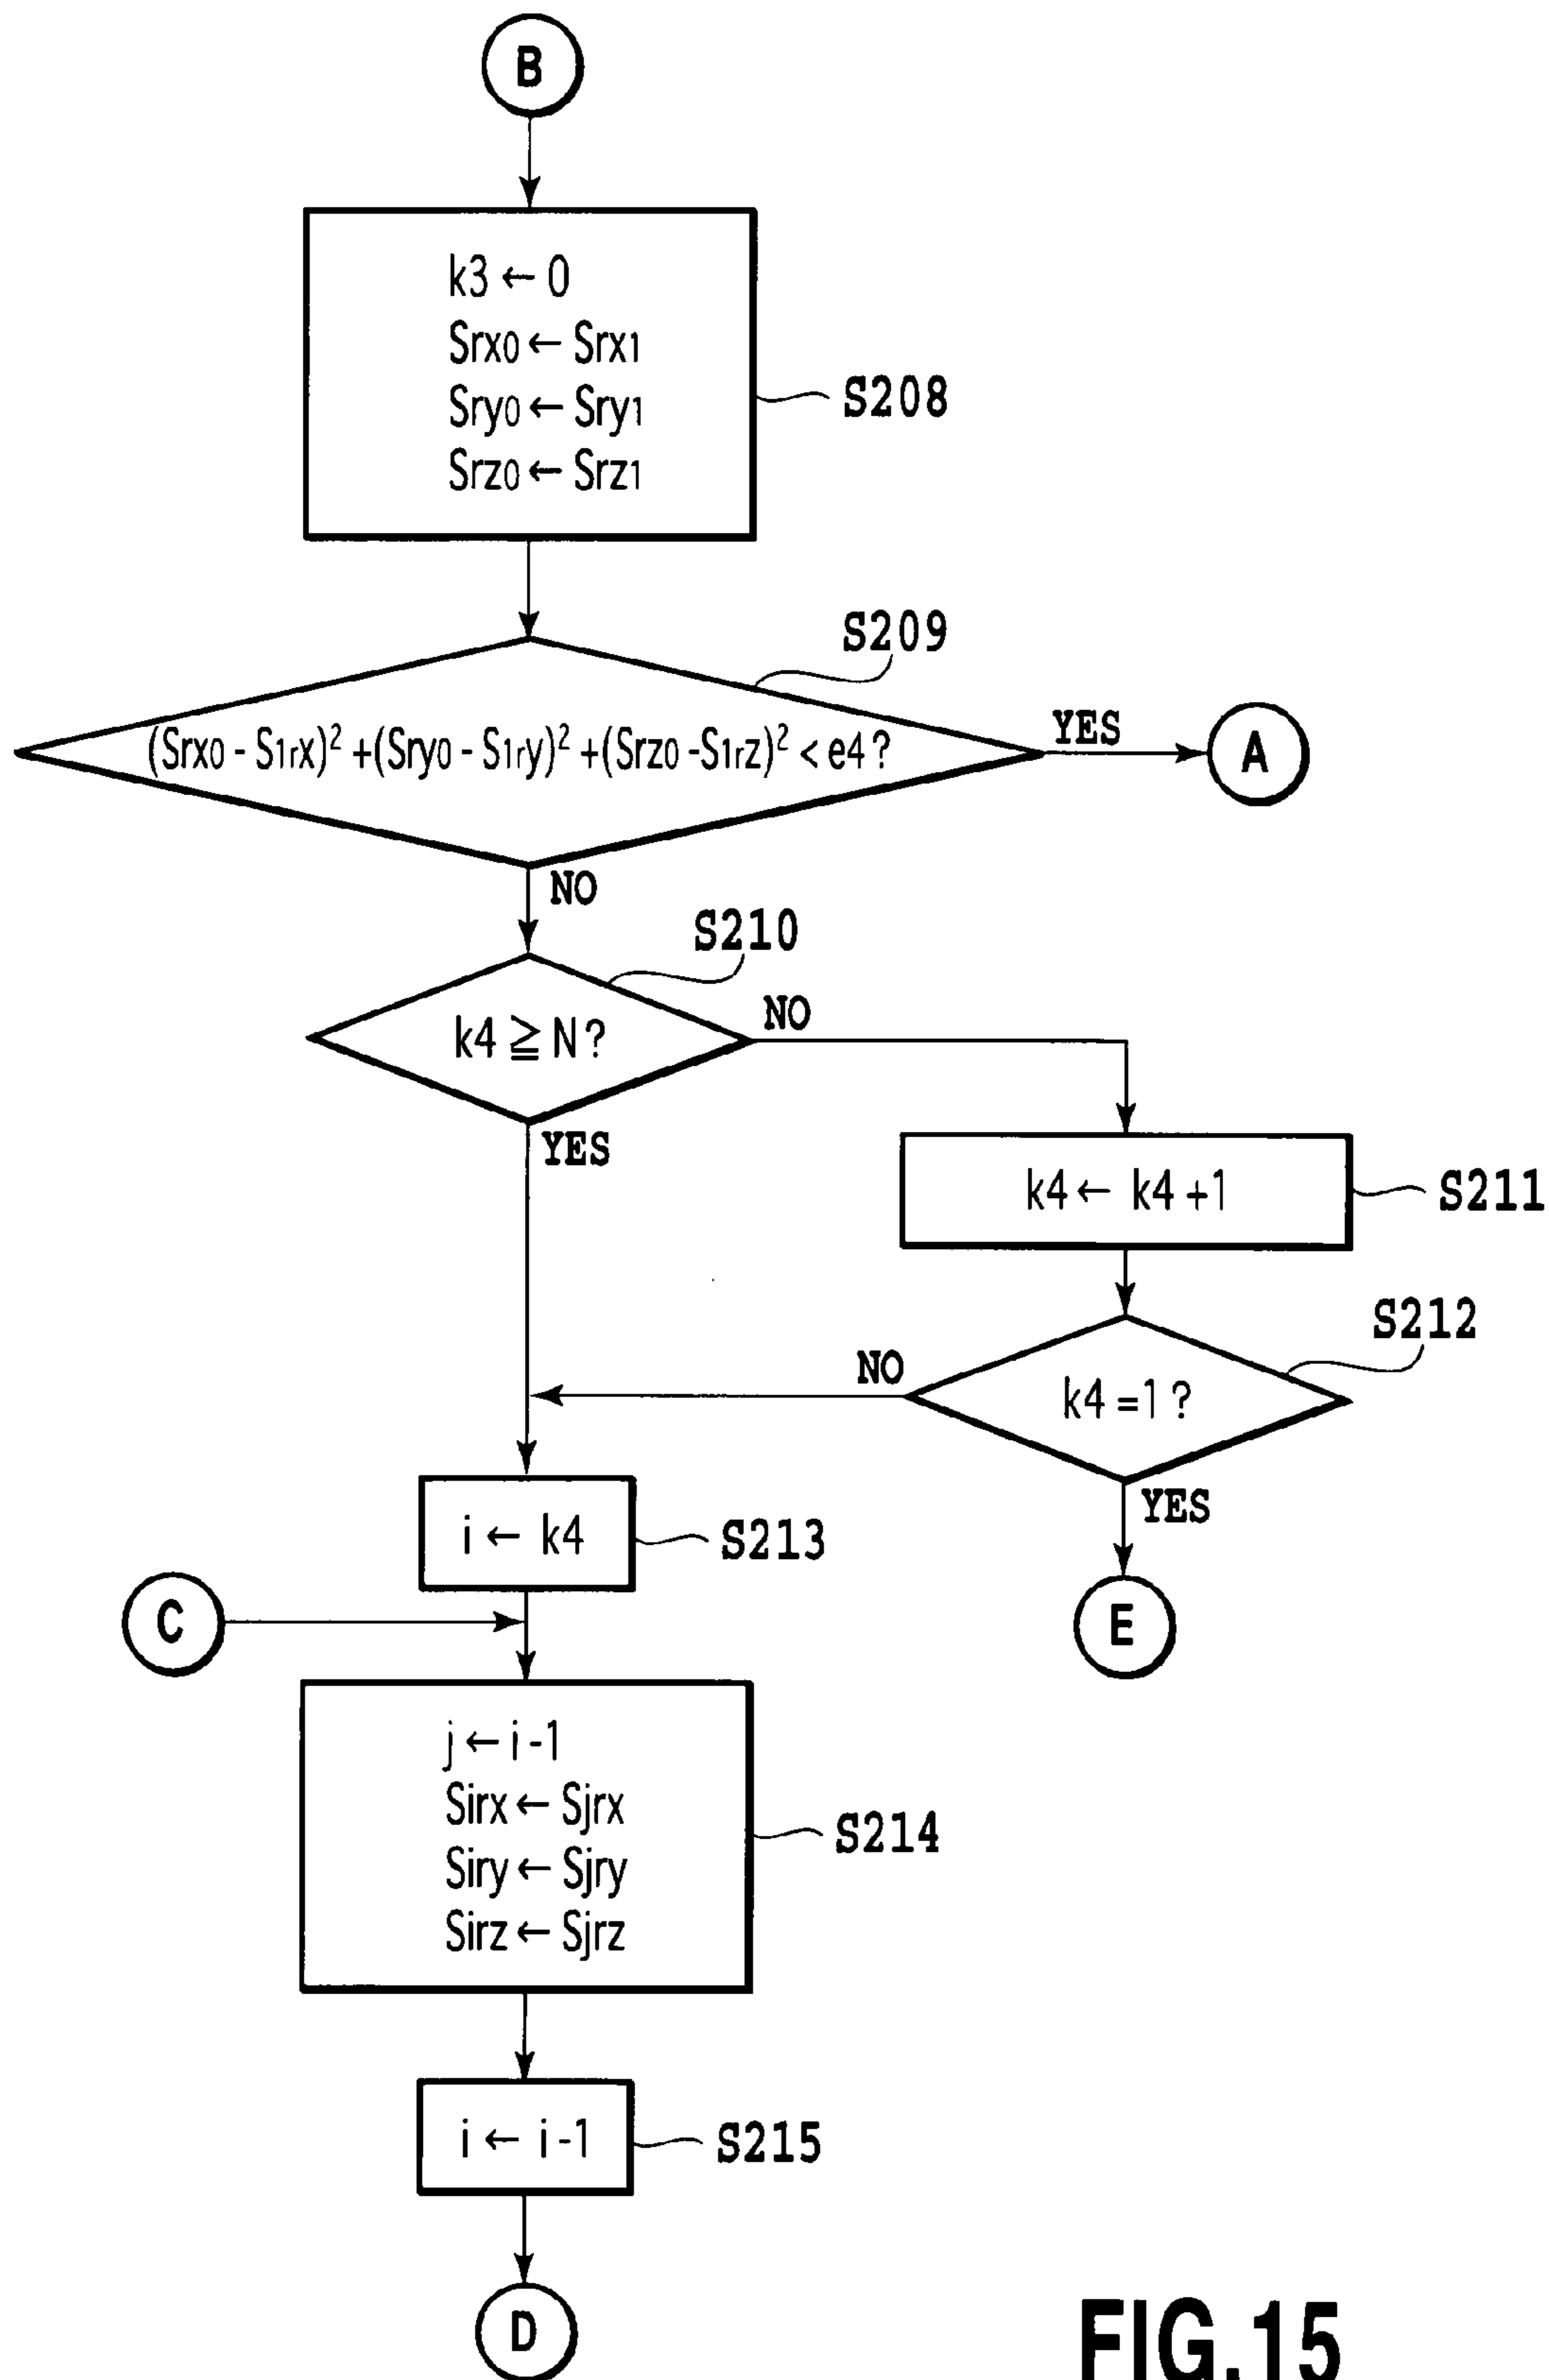 B
k3 ← 0
Srx0 ← Srx1
Sry0 ← Sry1
Srz0 ← Srz1
S208
S209
(Srx0 - S1rx)² +(Sry0 - S1ry)² +(Srz0 -S1rz)² < e4 ?
YES
A
NO
S210
k4 ≧ N ?
NO
YES
k4 ← k4 +1
S211
S212
NO
k4 =1 ?
YES
i ← k4
S213
C
E
j ← i -1
Sirx ← Sjrx
Siry ← Sjry
Sirz ← Sjrz
S214
i ← i -1
S215
D
FIG.15